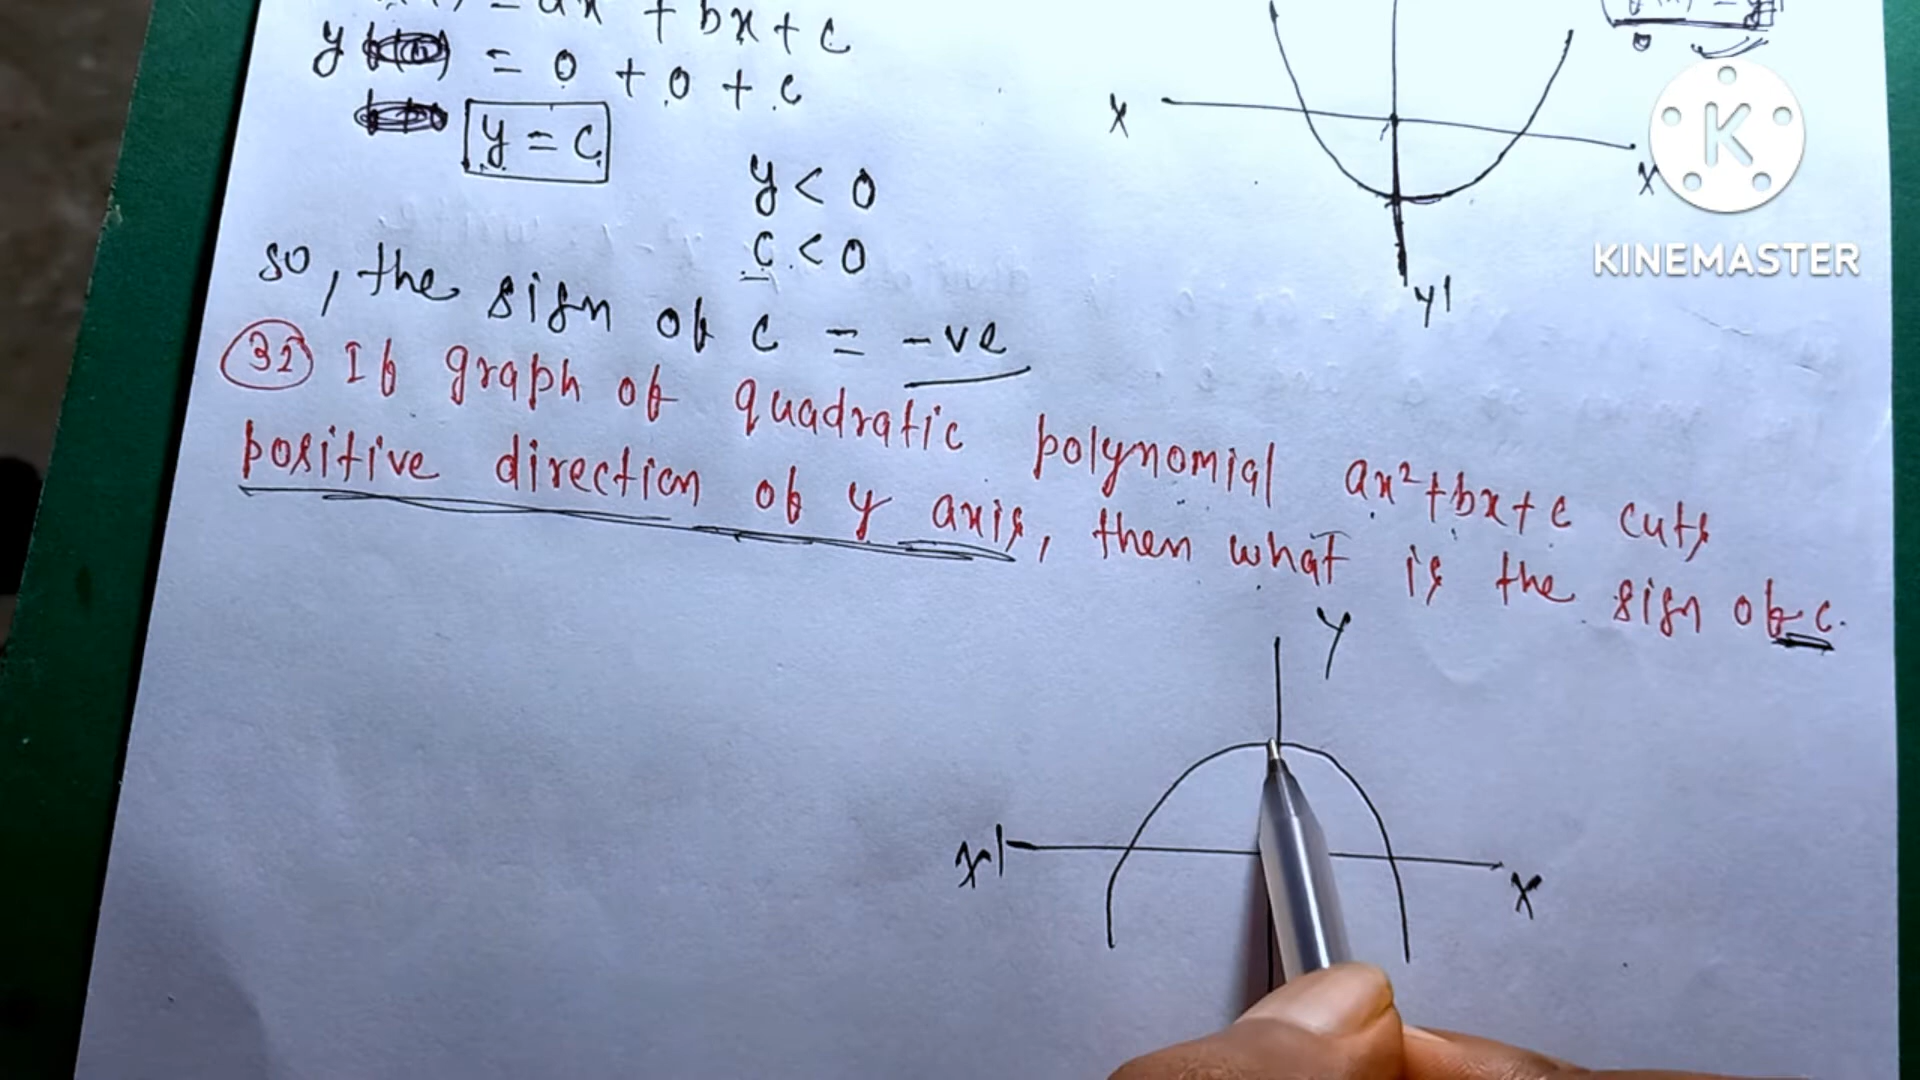 = ax + bx + c
y = 0 + 0 + c
y = c
y < 0
c < 0
so, the sign of c = -ve
X
X
y'
K
KINEMASTER
32 If graph of quadratic polynomial ax²+bx+c cuts
positive direction of y axis, then what is the sign of c.
Y
X'
X